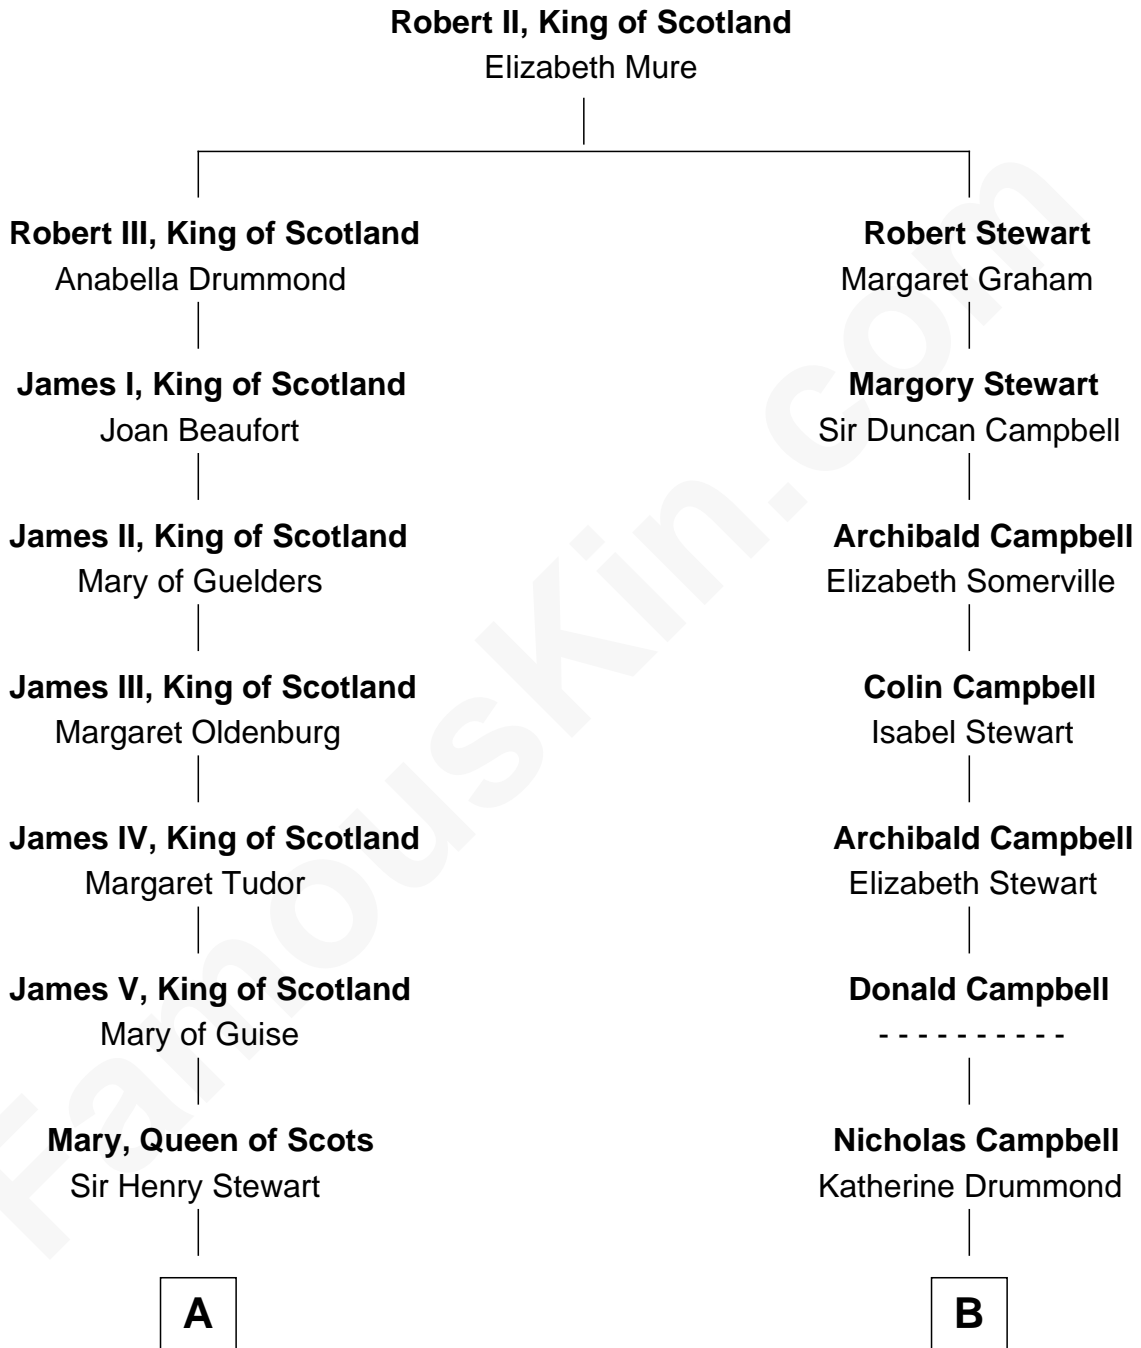 Robert II, King of Scotland
Elizabeth Mure
Robert III, King of Scotland
Anabella Drummond
Robert Stewart
Margaret Graham
James I, King of Scotland
Joan Beaufort
Margory Stewart
Sir Duncan Campbell
James II, King of Scotland
Mary of Guelders
Archibald Campbell
Elizabeth Somerville
James III, King of Scotland
Margaret Oldenburg
Colin Campbell
Isabel Stewart
James IV, King of Scotland
Margaret Tudor
Archibald Campbell
Elizabeth Stewart
James V, King of Scotland
Mary of Guise
Donald Campbell
- - - - - - - - - -
Mary, Queen of Scots
Sir Henry Stewart
Nicholas Campbell
Katherine Drummond
A
B
FamousKin.com